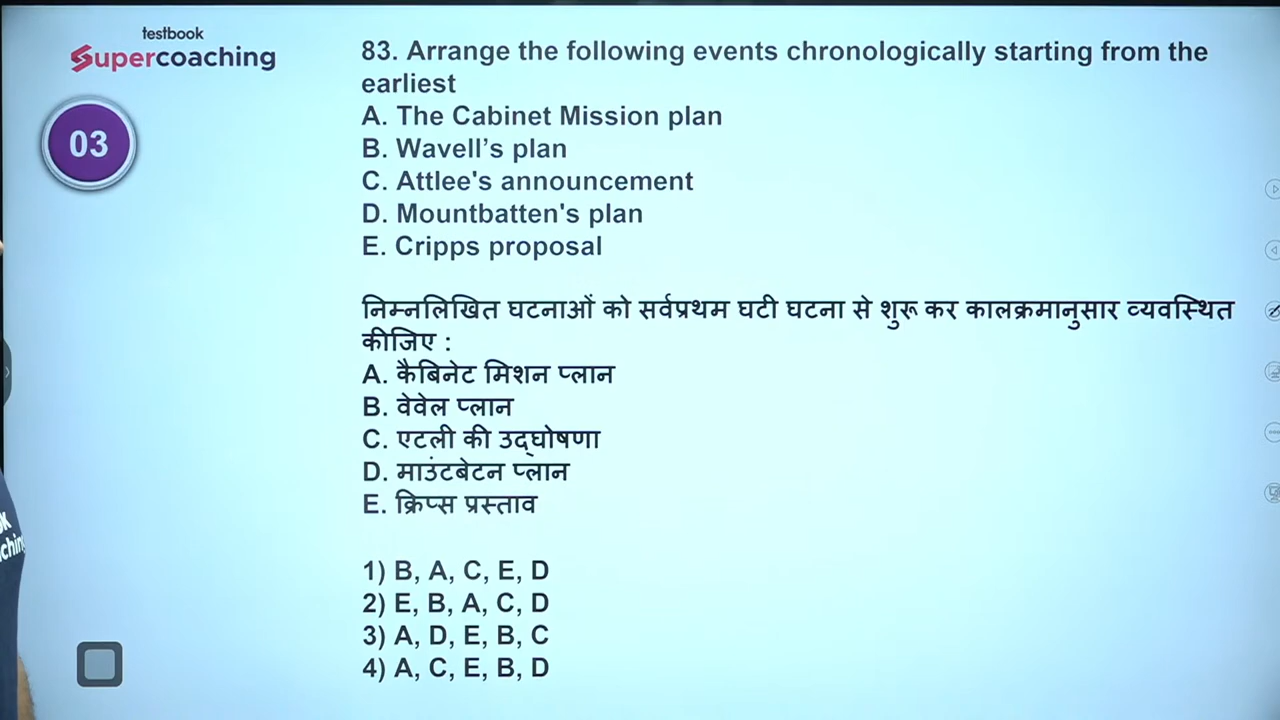 testbook
Supercoaching
03
83. Arrange the following events chronologically starting from the
earliest
A. The Cabinet Mission plan
B. Wavell’s plan
C. Attlee's announcement
D. Mountbatten's plan
E. Cripps proposal
निम्नलिखित घटनाओं को सर्वप्रथम घटी घटना से शुरू कर कालक्रमानुसार व्यवस्थित
कीजिए :
A. कैबिनेट मिशन प्लान
B. वेवेल प्लान
C. एटली की उद्घोषणा
D. माउंटबेटन प्लान
E. क्रिप्स प्रस्ताव
1) B, A, C, E, D
2) E, B, A, C, D
3) A, D, E, B, C
4) A, C, E, B, D